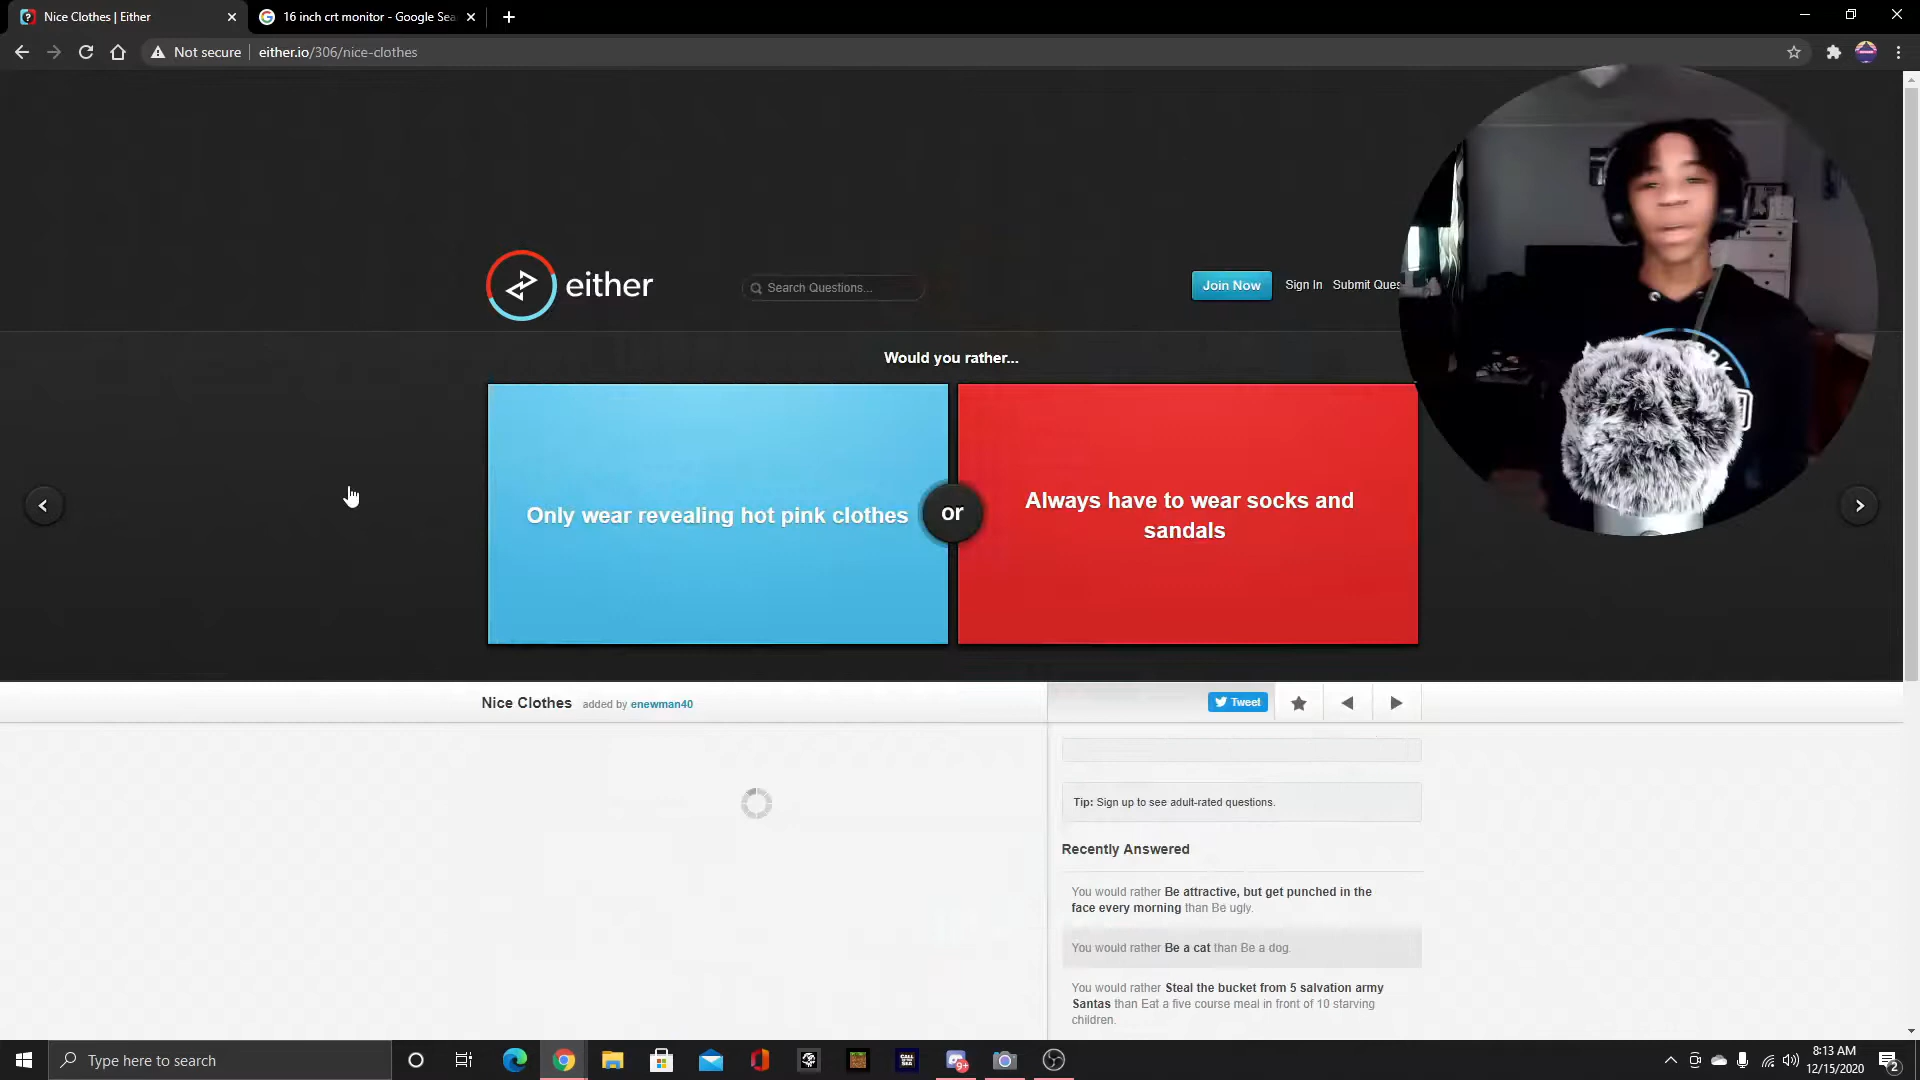 Nice Clothes | Either
16 inch crt monitor - Google Sea
Not secure
either.io/306/nice-clothes
either
Search Questions...
Join Now
Sign In
Submit Ques
Would you rather...
Only wear revealing hot pink clothes
or
Always have to wear socks and
sandals
Nice Clothes added by enewman40
Tweet
Tip: Sign up to see adult-rated questions.
Recently Answered
You would rather Be attractive, but get punched in the
face every morning than Be ugly.
You would rather Be a cat than Be a dog.
You would rather Steal the bucket from 5 salvation army
Santas than Eat a five course meal in front of 10 starving
children.
Type here to search
9+
8:13 AM
12/15/2020
2